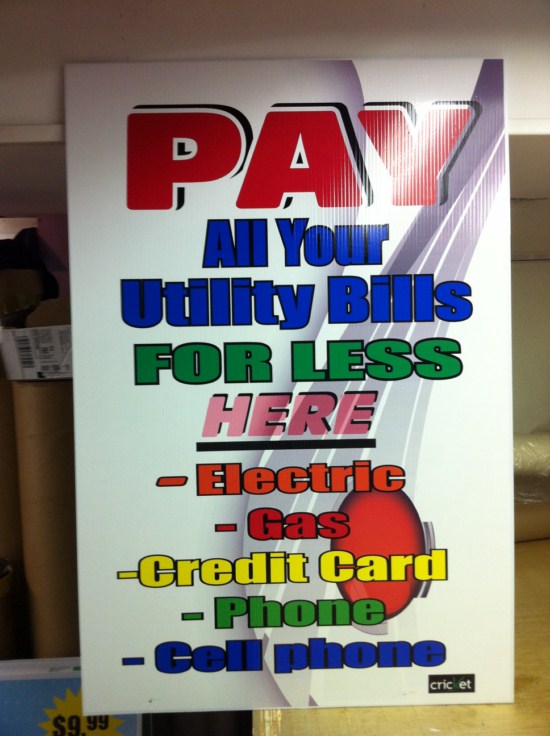 PAY
All Your
Utility Bills
FOR LESS
HERE
- Electric
- Gas
-Credit Card
- Phone
- Cell phone
cricket
$9.99